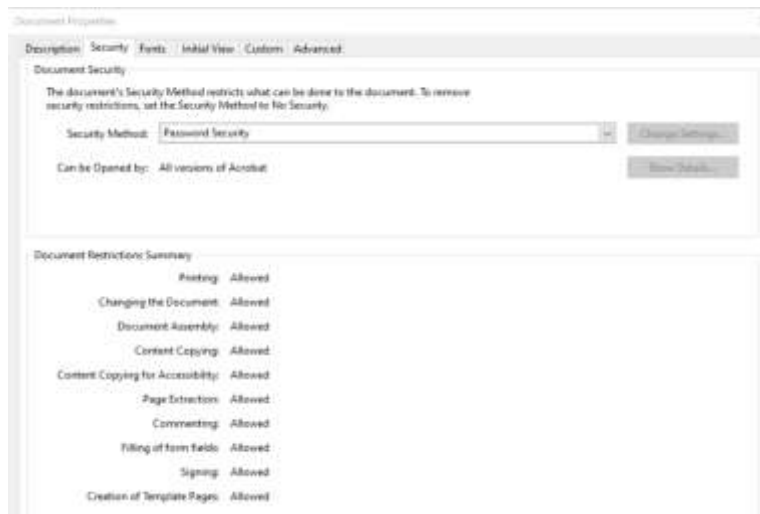 Document Properties
Description Security Fonts Initial View Custom Advanced
Document Security
The document's Security Method restricts what can be done to the document. To remove
security restrictions, set the Security Method to No Security.
Security Method: Password Security Change Settings...
Can be Opened by: All versions of Acrobat Show Details...
Document Restrictions Summary
Printing: Allowed
Changing the Document: Allowed
Document Assembly: Allowed
Content Copying: Allowed
Content Copying for Accessibility: Allowed
Page Extraction: Allowed
Commenting: Allowed
Filling of form fields: Allowed
Signing: Allowed
Creation of Template Pages: Allowed